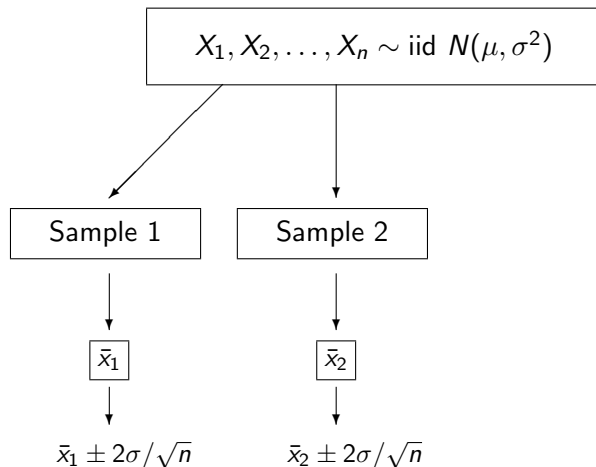 X₁, X₂, . . . , Xₙ ∼ iid N(μ, σ²)
Sample 1 Sample 2
x̄₁ x̄₂
x̄₁ ± 2σ/√n x̄₂ ± 2σ/√n